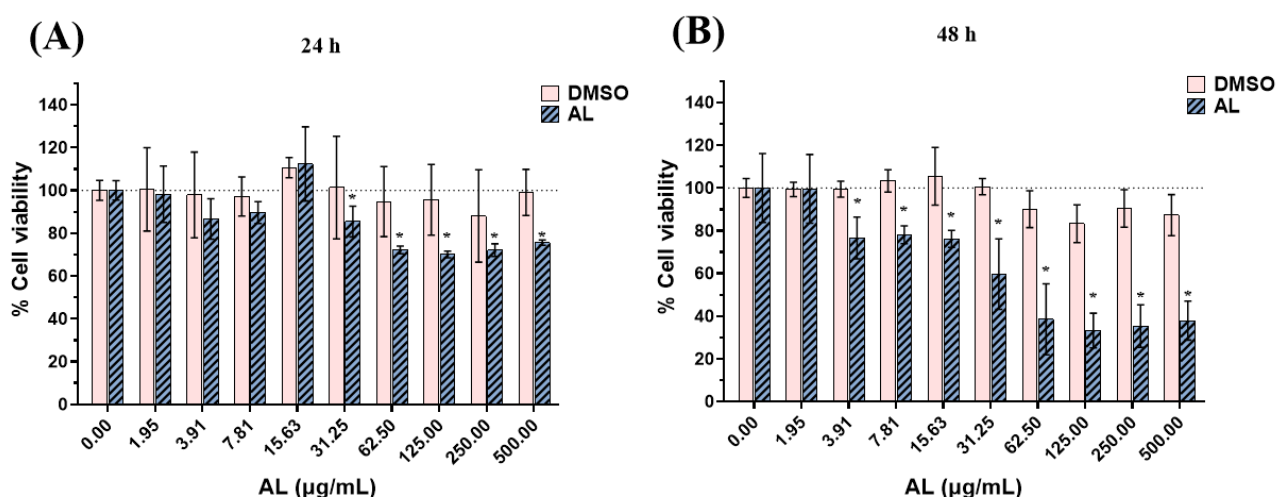 (A)
24 h
DMSO
AL
% Cell viability
140
120
100
80
60
40
20
0
* * * * *
0.00 1.95 3.91 7.81 15.63 31.25 62.50 125.00 250.00 500.00
AL (µg/mL)
(B)
48 h
DMSO
AL
% Cell viability
140
120
100
80
60
40
20
0
* * * * * * * *
0.00 1.95 3.91 7.81 15.63 31.25 62.50 125.00 250.00 500.00
AL (µg/mL)